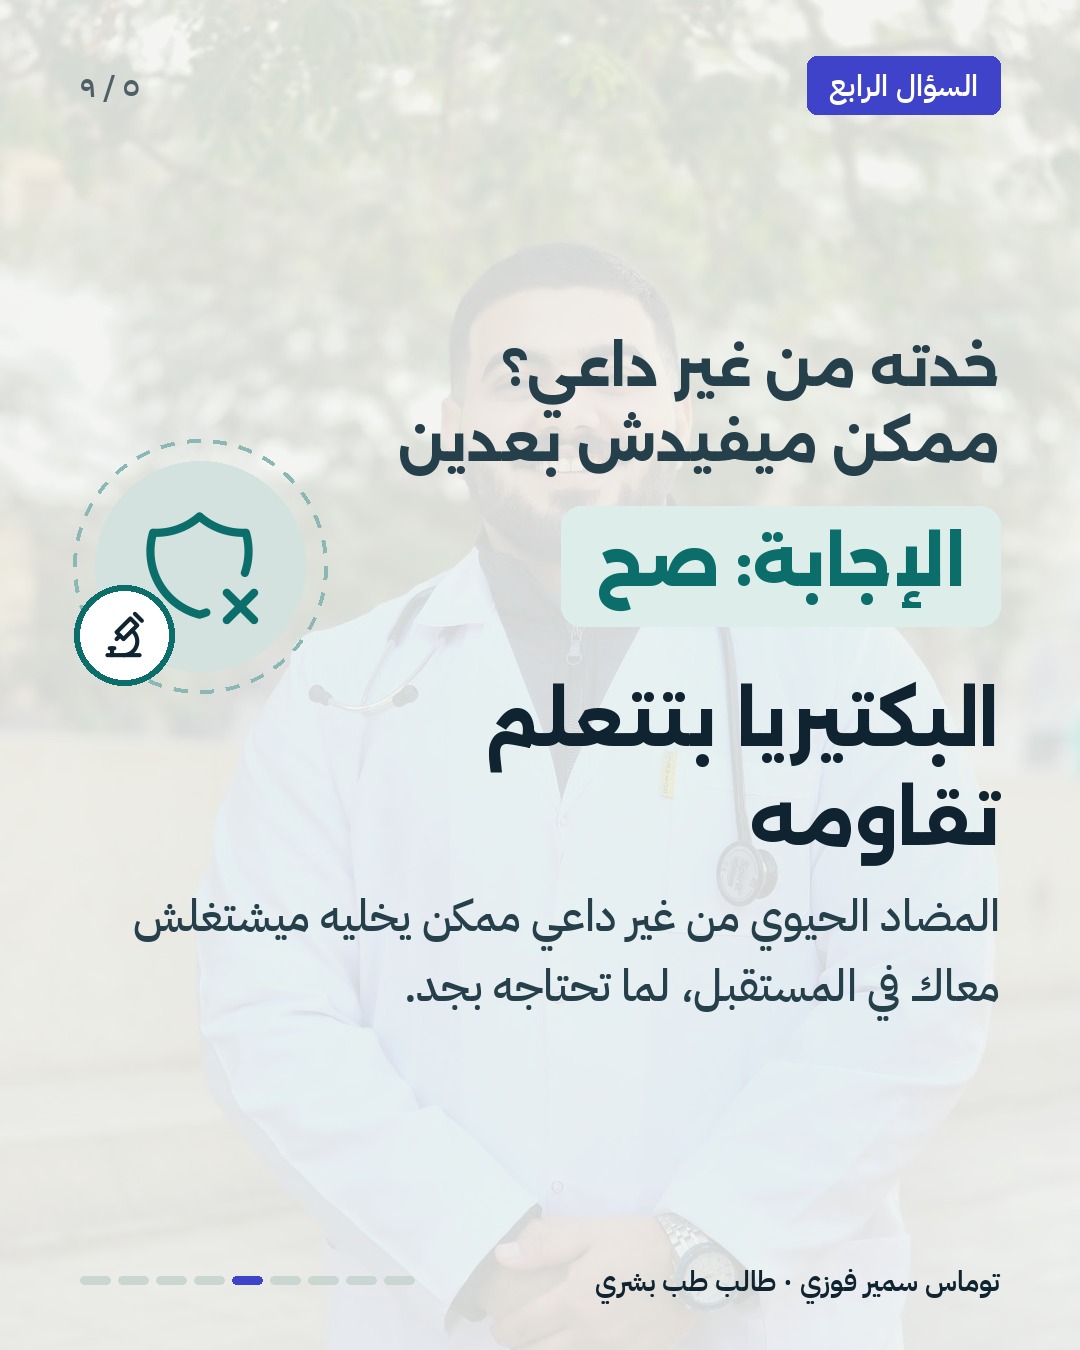 السؤال الرابع
٥ / ٩
خدته من غير داعي؟
ممكن ميفيدش بعدين
الإجابة: صح
البكتيريا بتتعلم
تقاومه
المضاد الحيوي من غير داعي ممكن يخليه ميشتغلش
معاك في المستقبل، لما تحتاجه بجد.
توماس سمير فوزي · طالب طب بشري